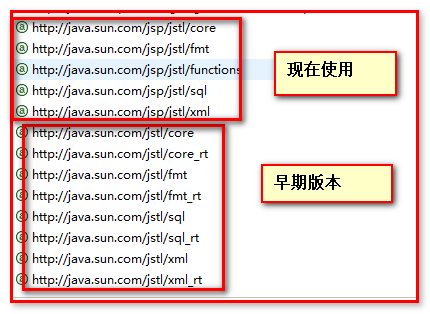 http://java.sun.com/jsp/jstl/core
http://java.sun.com/jsp/jstl/fmt
http://java.sun.com/jsp/jstl/functions
http://java.sun.com/jsp/jstl/sql
http://java.sun.com/jsp/jstl/xml
现在使用
http://java.sun.com/jstl/core
http://java.sun.com/jstl/core_rt
http://java.sun.com/jstl/fmt
http://java.sun.com/jstl/fmt_rt
http://java.sun.com/jstl/sql
http://java.sun.com/jstl/sql_rt
http://java.sun.com/jstl/xml
http://java.sun.com/jstl/xml_rt
早期版本